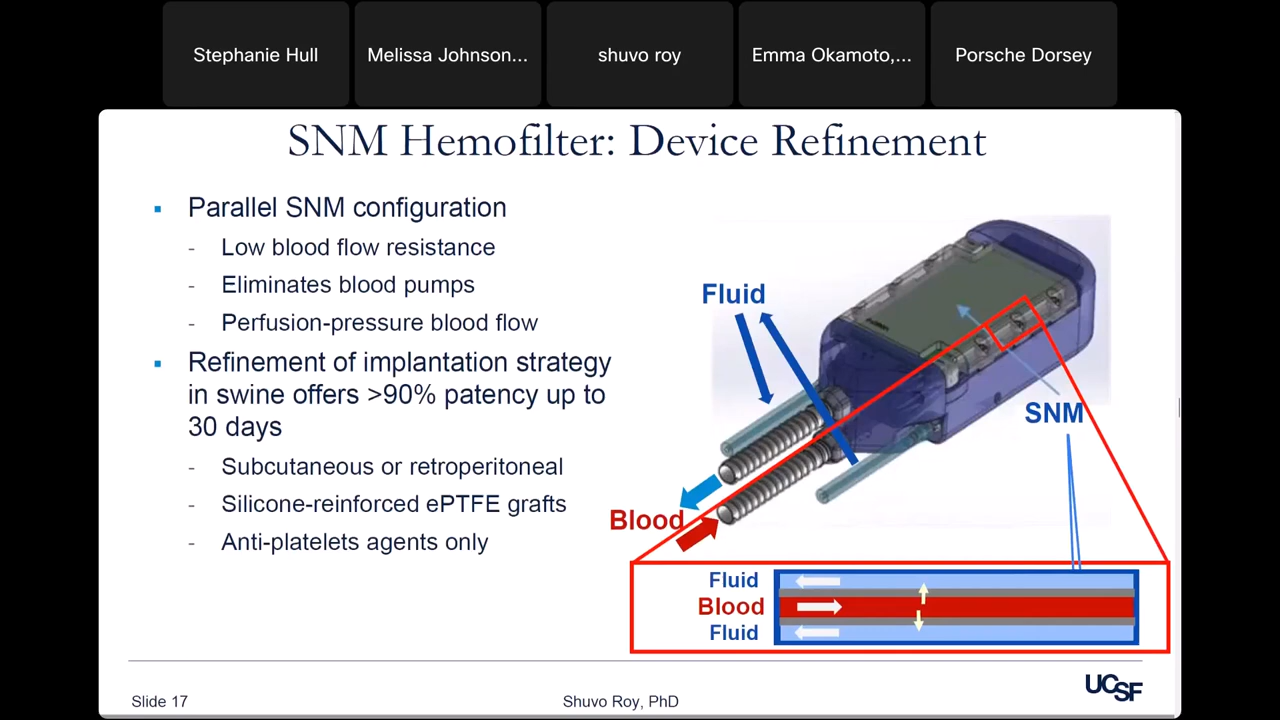 Stephanie Hull
Melissa Johnson...
shuvo roy
Emma Okamoto,...
Porsche Dorsey
SNM Hemofilter: Device Refinement
▪ Parallel SNM configuration
- Low blood flow resistance
- Eliminates blood pumps
- Perfusion-pressure blood flow
▪ Refinement of implantation strategy
in swine offers >90% patency up to
30 days
- Subcutaneous or retroperitoneal
- Silicone-reinforced ePTFE grafts
- Anti-platelets agents only
Fluid
SNM
Blood
Fluid
Blood
Fluid
Slide 17
Shuvo Roy, PhD
UCSF